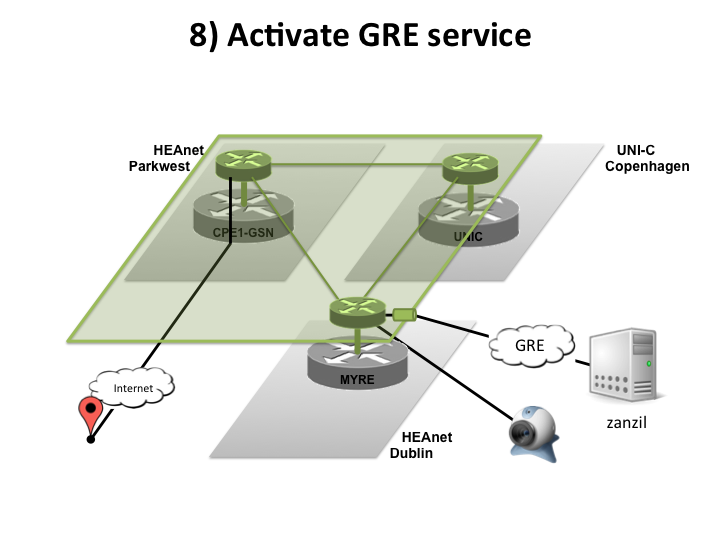 8) Activate GRE service
HEAnet
Parkwest
UNI-C
Copenhagen
CPE1-GSN
UNIC
GRE
MYRE
Internet
zanzil
HEAnet
Dublin